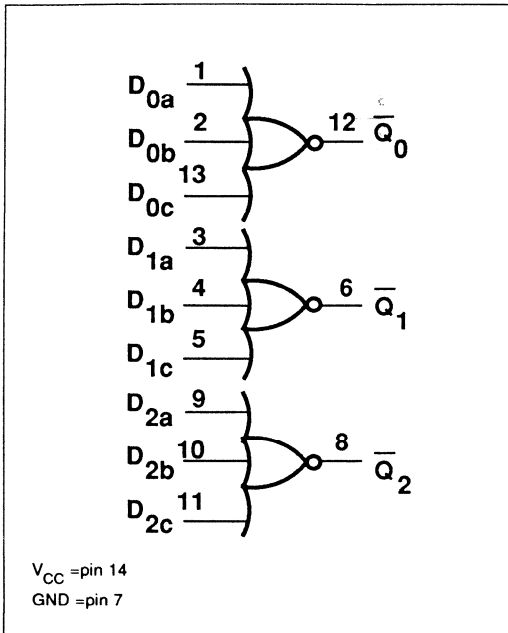 D0a 1
D0b 2
12 Q̅0
D0c 13
D1a 3
D1b 4
6 Q̅1
D1c 5
D2a 9
D2b 10
8 Q̅2
D2c 11
VCC =pin 14
GND =pin 7